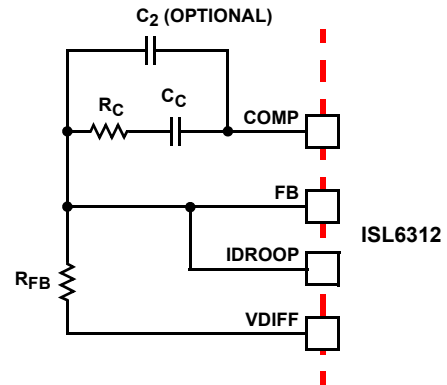 C2 (OPTIONAL)
RC
CC
COMP
FB
ISL6312
IDROOP
RFB
VDIFF